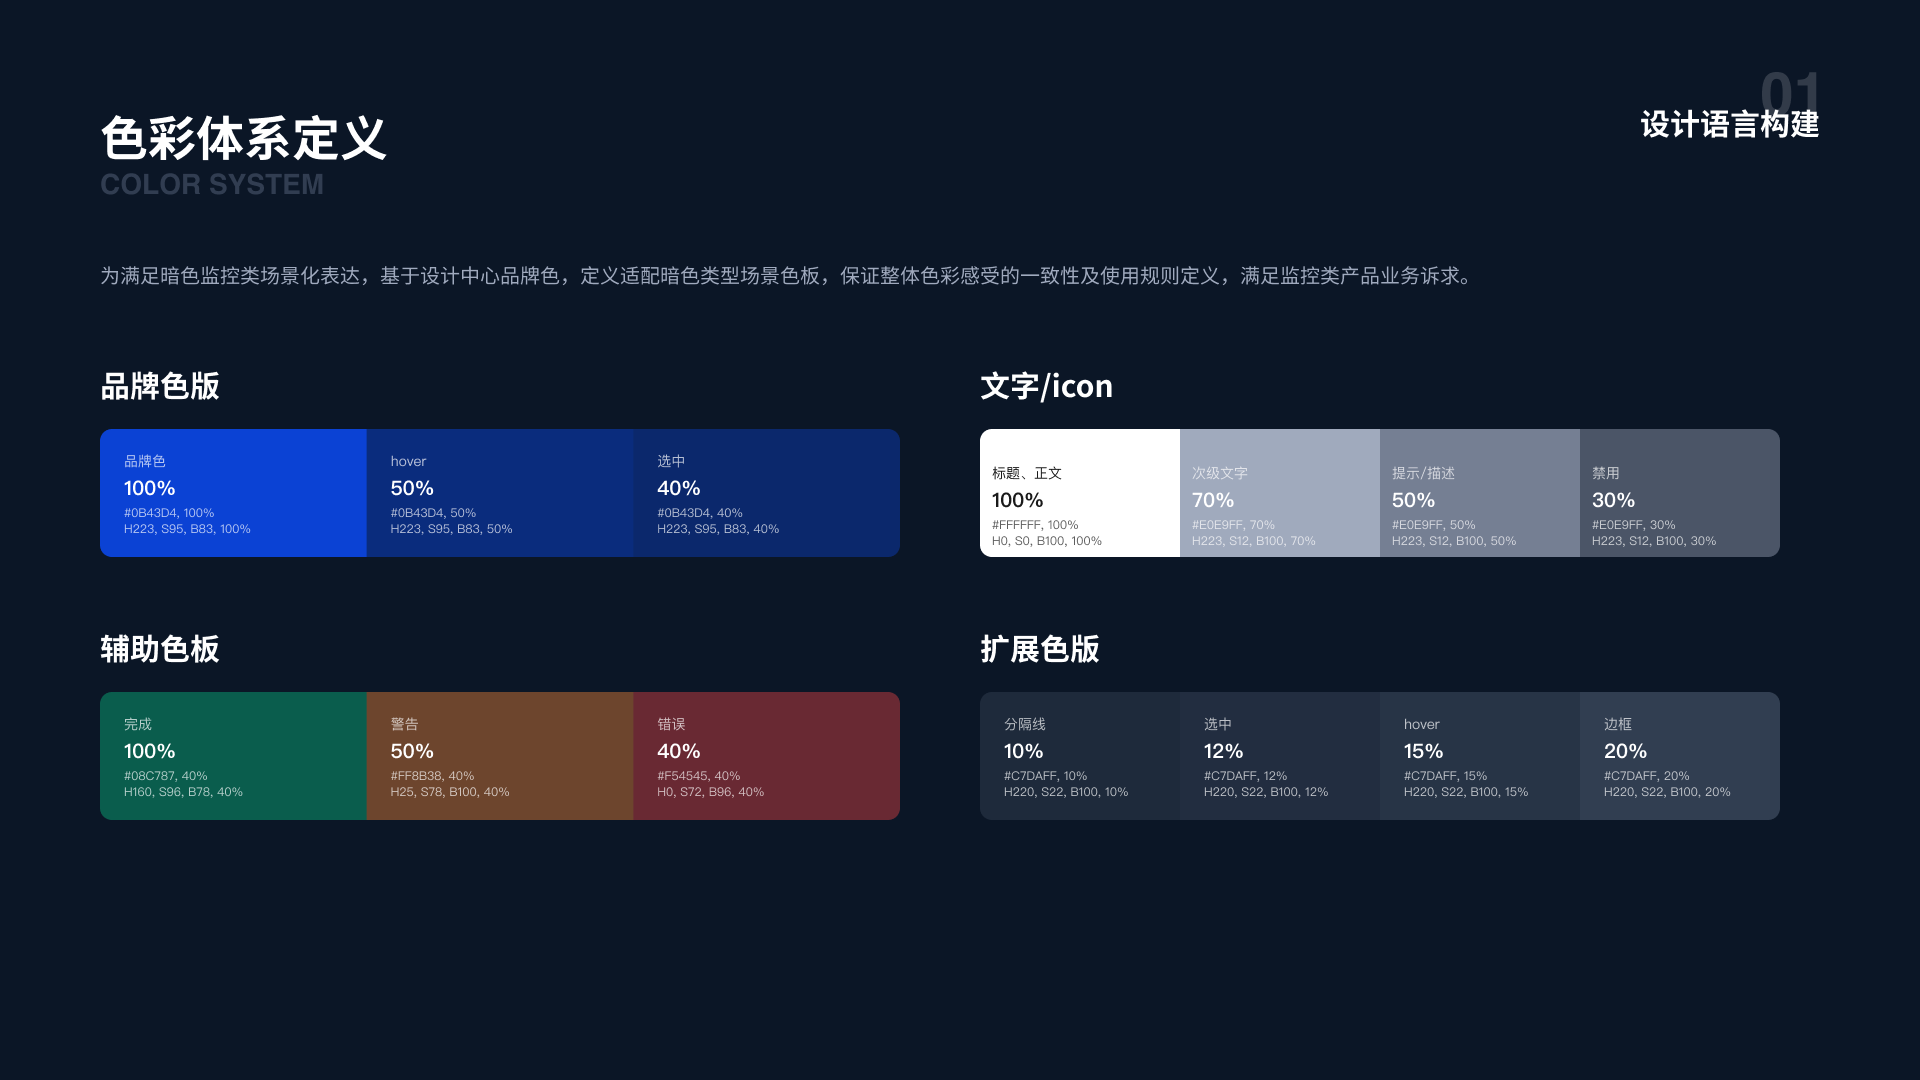 色彩体系定义
COLOR SYSTEM
01
设计语言构建
为满足暗色监控类场景化表达，基于设计中心品牌色，定义适配暗色类型场景色板，保证整体色彩感受的一致性及使用规则定义，满足监控类产品业务诉求。
品牌色版
品牌色
100%
#0B43D4, 100%
H223, S95, B83, 100%
hover
50%
#0B43D4, 50%
H223, S95, B83, 50%
选中
40%
#0B43D4, 40%
H223, S95, B83, 40%
文字/icon
标题、正文
100%
#FFFFFF, 100%
H0, S0, B100, 100%
次级文字
70%
#E0E9FF, 70%
H223, S12, B100, 70%
提示/描述
50%
#E0E9FF, 50%
H223, S12, B100, 50%
禁用
30%
#E0E9FF, 30%
H223, S12, B100, 30%
辅助色板
完成
100%
#08C787, 40%
H160, S96, B78, 40%
警告
50%
#FF8B38, 40%
H25, S78, B100, 40%
错误
40%
#F54545, 40%
H0, S72, B96, 40%
扩展色版
分隔线
10%
#C7DAFF, 10%
H220, S22, B100, 10%
选中
12%
#C7DAFF, 12%
H220, S22, B100, 12%
hover
15%
#C7DAFF, 15%
H220, S22, B100, 15%
边框
20%
#C7DAFF, 20%
H220, S22, B100, 20%